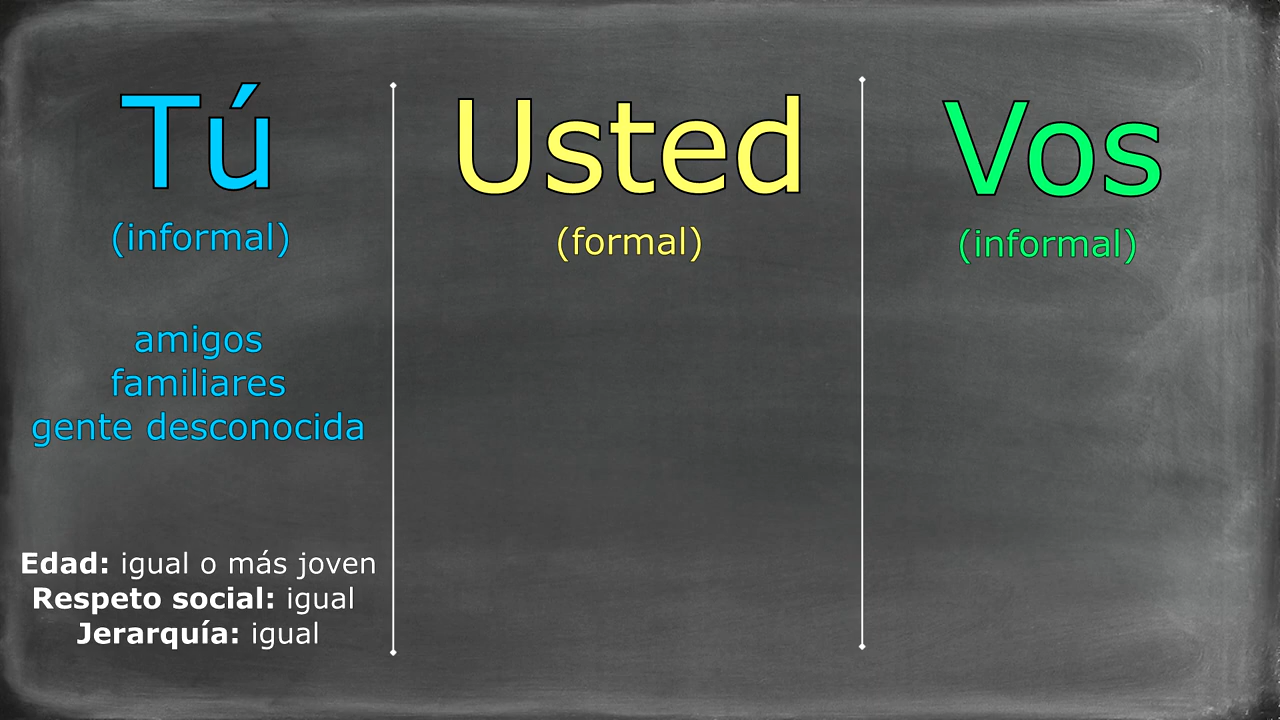 Tú
(informal)
amigos
familiares
gente desconocida
Edad: igual o más joven
Respeto social: igual
Jerarquía: igual
Usted
(formal)
Vos
(informal)